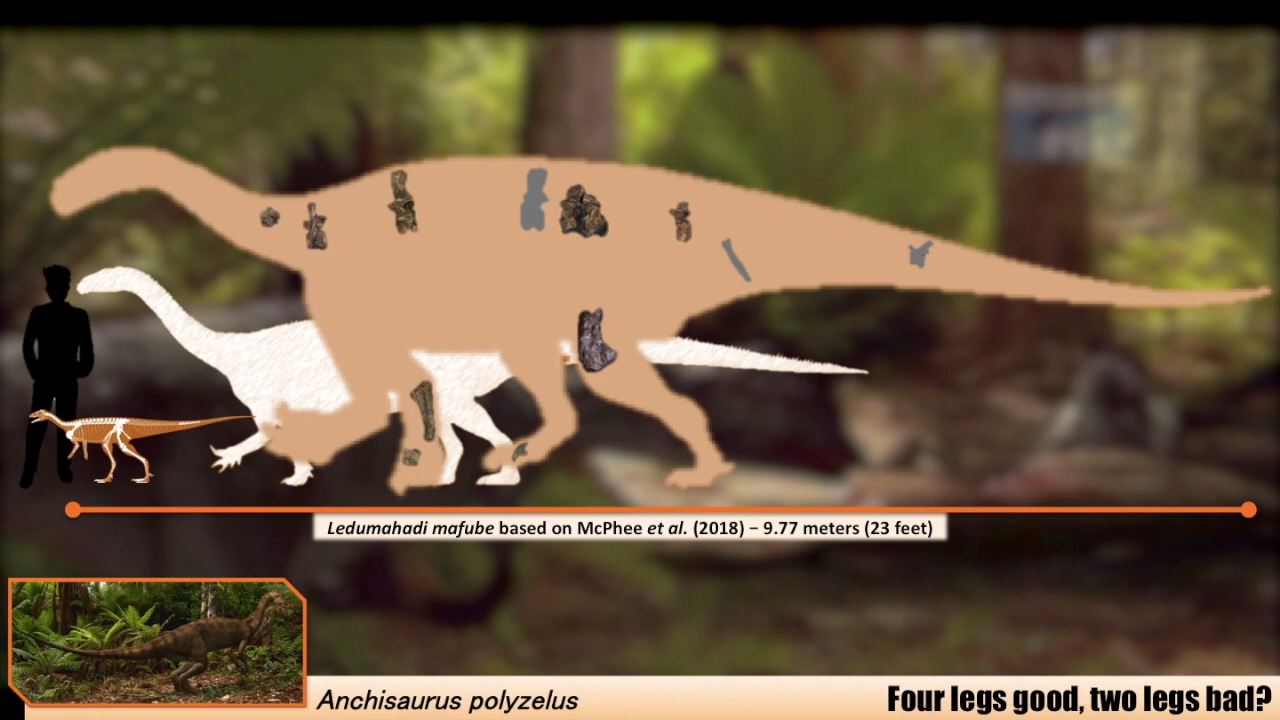 Ledumahadi mafube based on McPhee et al. (2018) – 9.77 meters (23 feet)
Anchisaurus polyzelus
Four legs good, two legs bad?